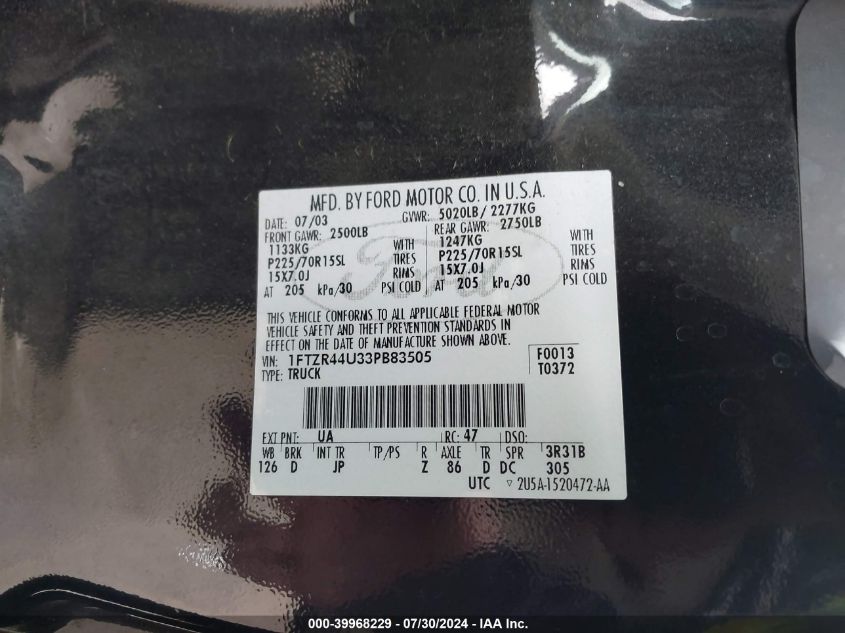 MFD. BY FORD MOTOR CO. IN U.S.A.
DATE: 07/03 GVWR: 5020LB/ 2277KG
FRONT GAWR: 2500LB REAR GAWR: 2750LB
1133KG WITH 1247KG WITH
P225/70R15SL TIRES P225/70R15SL TIRES
15X7.0J RIMS 15X7.0J RIMS
AT 205 kPa/30 PSI COLD AT 205 kPa/30 PSI COLD
Ford
THIS VEHICLE CONFORMS TO ALL APPLICABLE FEDERAL MOTOR
VEHICLE SAFETY AND THEFT PREVENTION STANDARDS IN
EFFECT ON THE DATE OF MANUFACTURE SHOWN ABOVE.
VIN: 1FTZR44U33PB83505 F0013
TYPE: TRUCK T0372
EXT PNT: UA RC: 47 DSO:
WB BRK INT TR TP/PS R AXLE TR SPR 3R31B
126 D JP Z 86 D DC 305
UTC ▽ 2U5A-1520472-AA
000-39968229 - 07/30/2024 - IAA Inc.